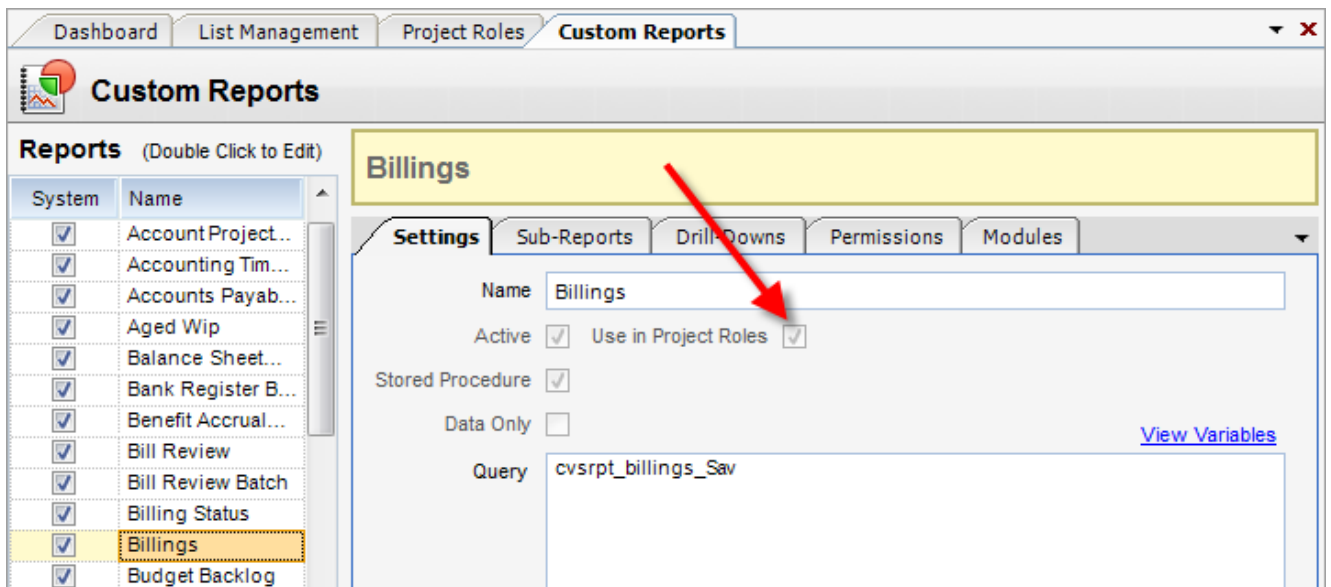 Dashboard List Management Project Roles Custom Reports
Custom Reports
Reports (Double Click to Edit)
System Name
Account Project...
Accounting Tim...
Accounts Payab...
Aged Wip
Balance Sheet...
Bank Register B...
Benefit Accrual...
Bill Review
Bill Review Batch
Billing Status
Billings
Budget Backlog
Billings
Settings Sub-Reports Drill-Downs Permissions Modules
Name Billings
Active Use in Project Roles
Stored Procedure
Data Only
View Variables
Query cvsrpt_billings_Sav